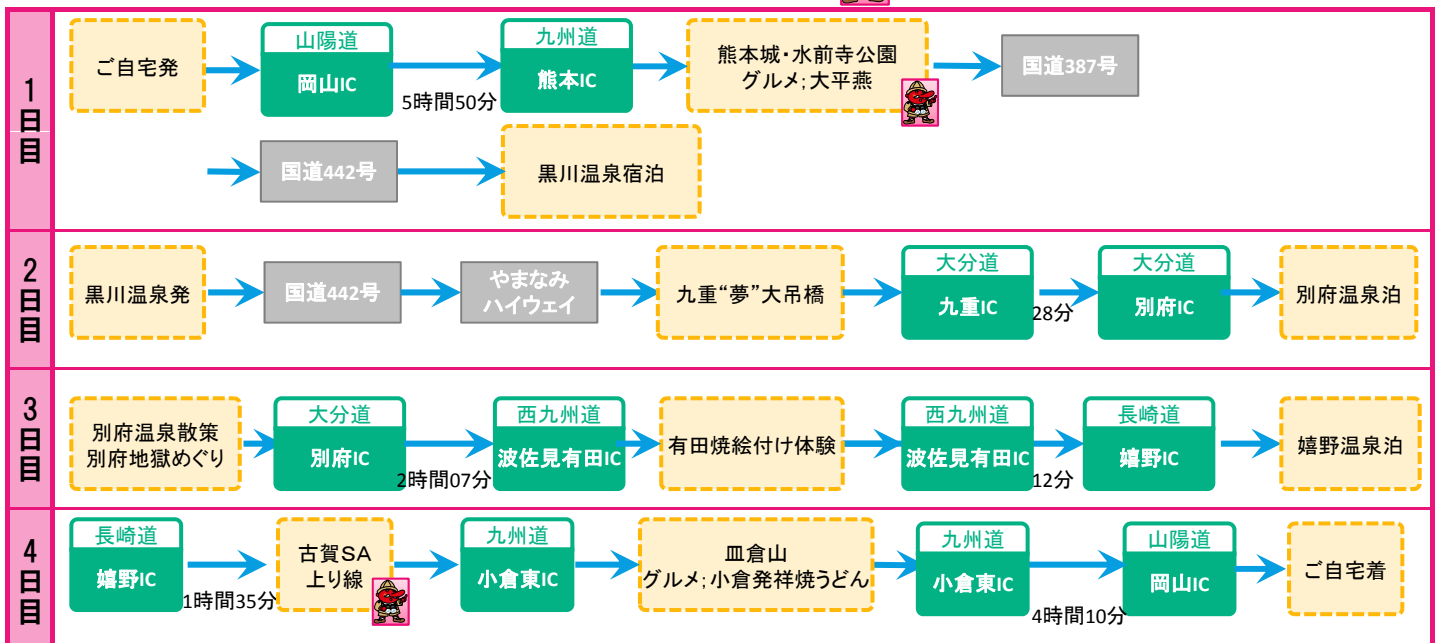 1日目
ご自宅発
山陽道
岡山IC
5時間50分
九州道
熊本IC
熊本城・水前寺公園
グルメ;大平燕
国道387号
国道442号
黒川温泉宿泊
2日目
黒川温泉発
国道442号
やまなみ
ハイウェイ
九重“夢”大吊橋
大分道
九重IC
28分
大分道
別府IC
別府温泉泊
3日目
別府温泉散策
別府地獄めぐり
大分道
別府IC
2時間07分
西九州道
波佐見有田IC
有田焼絵付け体験
西九州道
波佐見有田IC
12分
長崎道
嬉野IC
嬉野温泉泊
4日目
長崎道
嬉野IC
1時間35分
古賀SA
上り線
九州道
小倉東IC
皿倉山
グルメ;小倉発祥焼うどん
九州道
小倉東IC
4時間10分
山陽道
岡山IC
ご自宅着